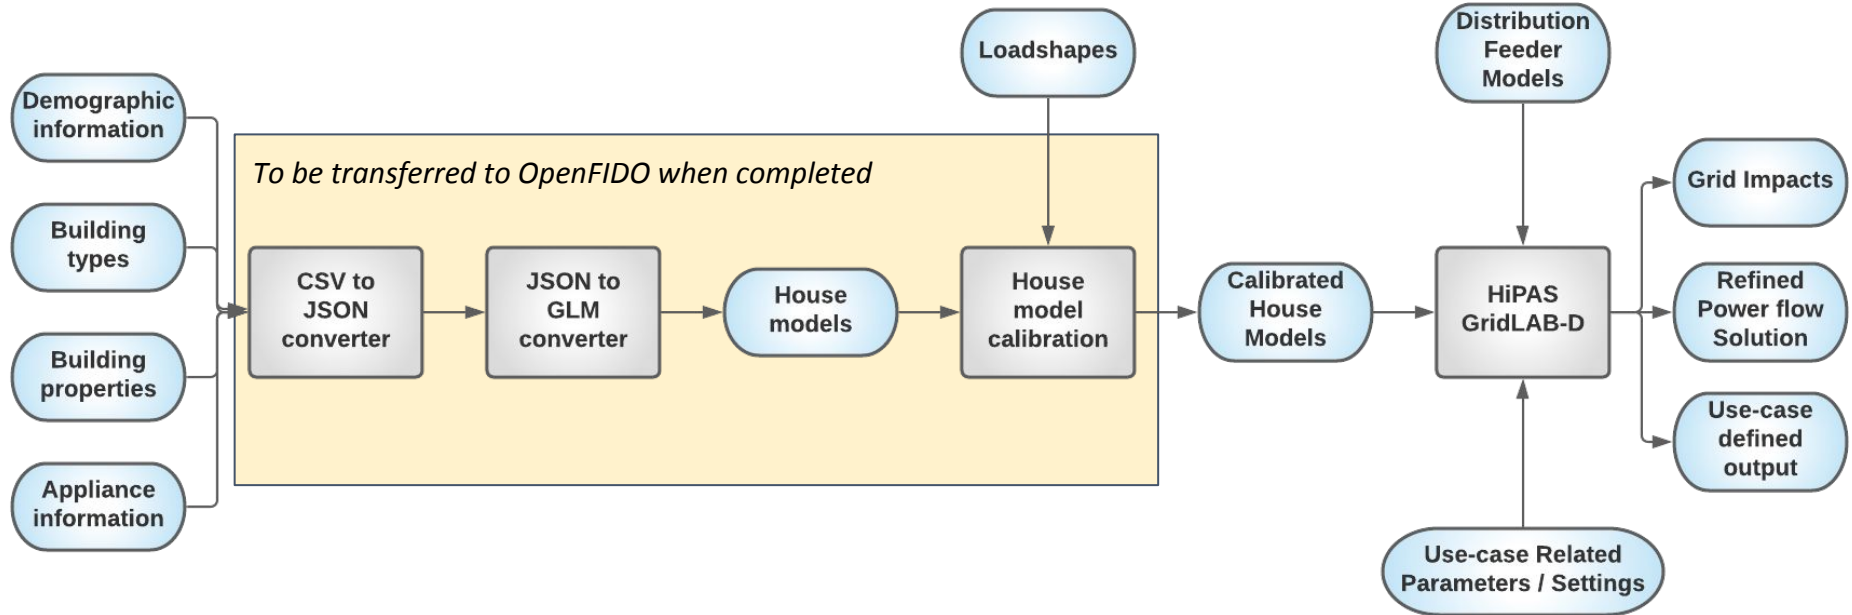 Demographic
information
Building
types
Building
properties
Appliance
information
To be transferred to OpenFIDO when completed
CSV to
JSON
converter
JSON to
GLM
converter
House
models
Loadshapes
House
model
calibration
Calibrated
House
Models
Distribution
Feeder
Models
HiPAS
GridLAB-D
Use-case Related
Parameters / Settings
Grid Impacts
Refined
Power flow
Solution
Use-case
defined
output